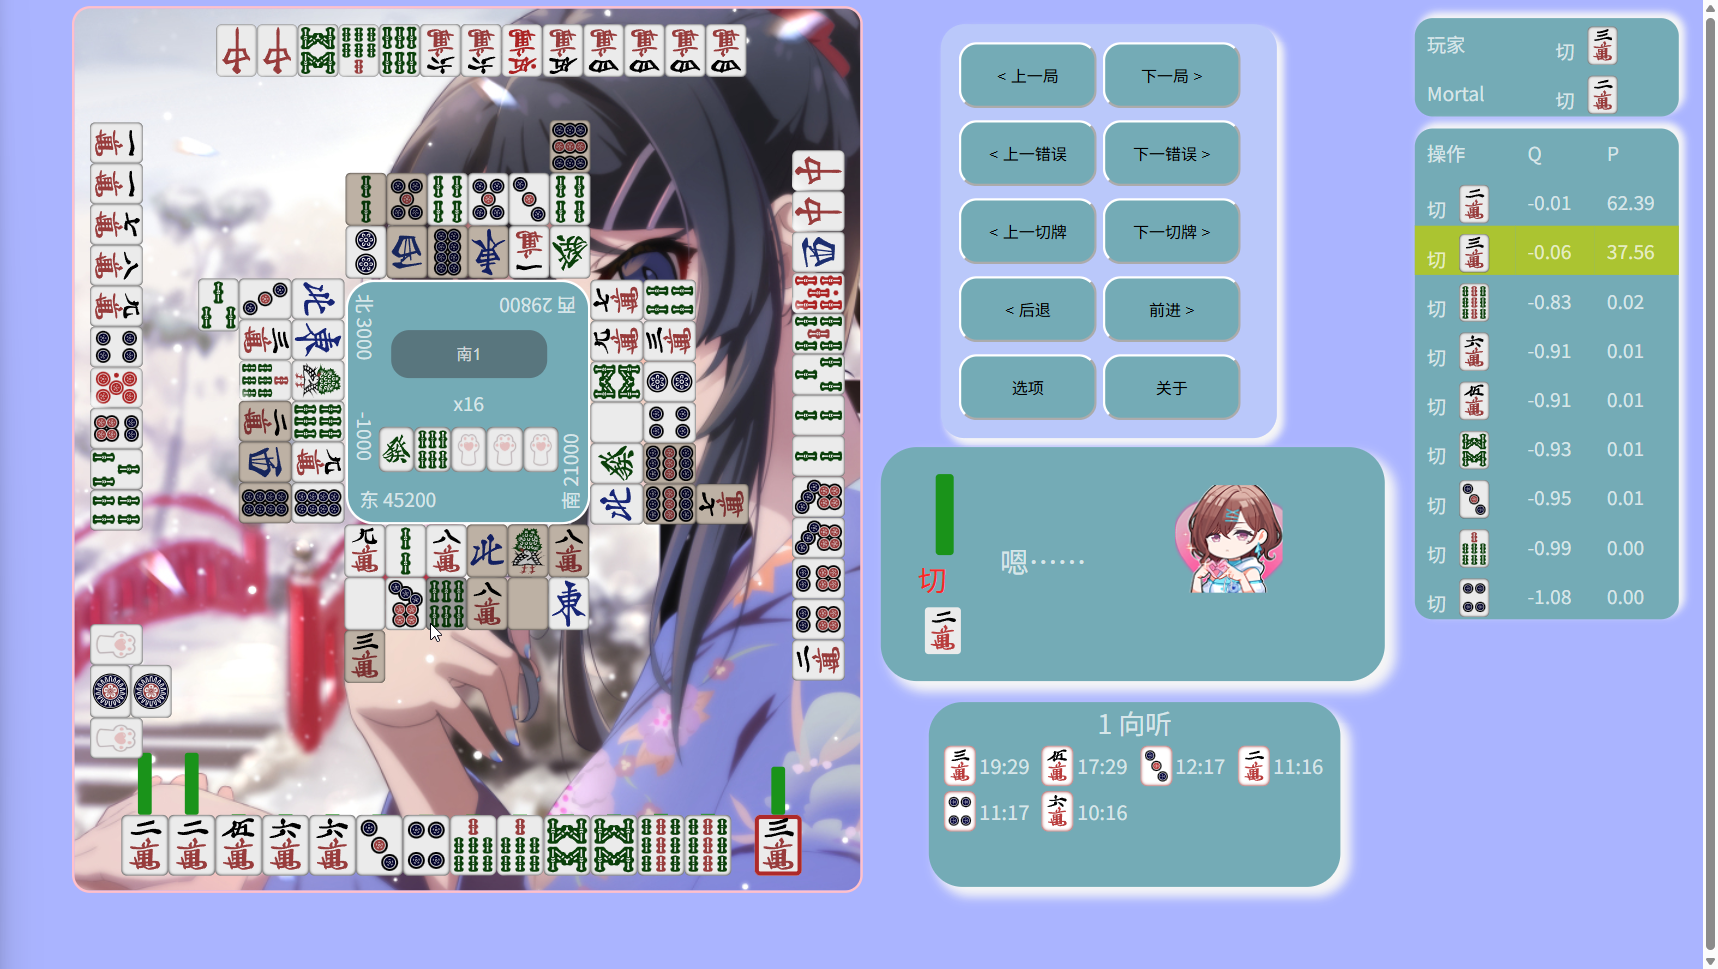 北 3000
西 29800
南1
x16
-1000
东 45200
南 21000
< 上一局
下一局 >
< 上一错误
下一错误 >
< 上一切牌
下一切牌 >
< 后退
前进 >
选项
关于
切
嗯⋯⋯
1 向听
19:29 17:29 12:17 11:16
11:17 10:16
玩家 切
Mortal 切
操作 Q P
切 -0.01 62.39
切 -0.06 37.56
切 -0.83 0.02
切 -0.91 0.01
切 -0.91 0.01
切 -0.93 0.01
切 -0.95 0.01
切 -0.99 0.00
切 -1.08 0.00